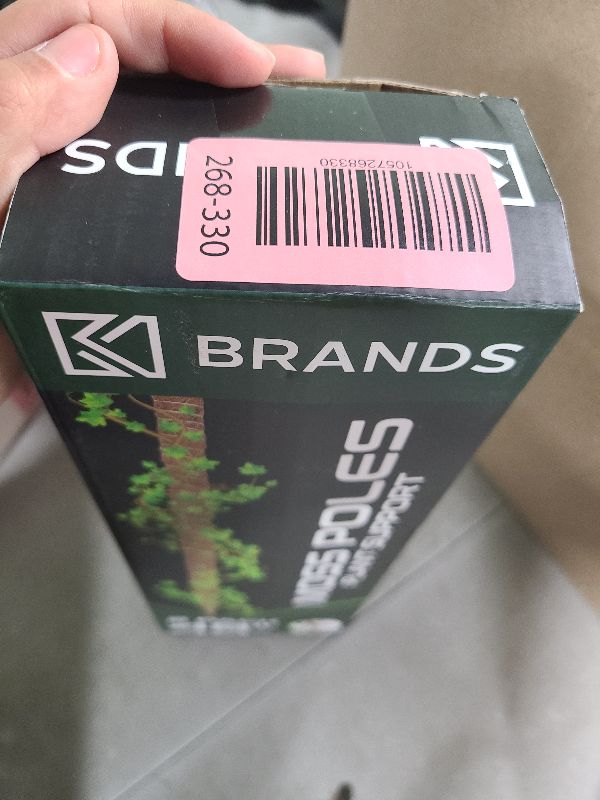 1057268330
268-330
DS
BRANDS
MOSS POLES
PLANT SUPPORT